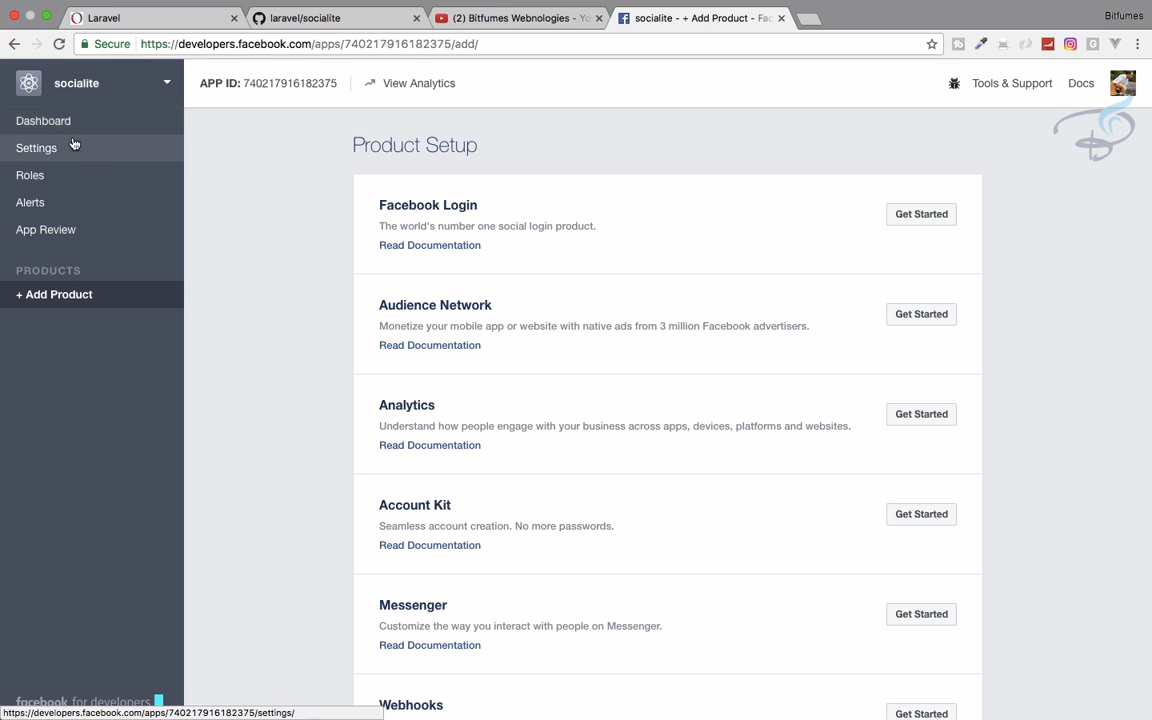 Laravel
laravel/socialite
(2) Bitfumes Webnologies - Yo
socialite - + Add Product - Fac
Bitfumes
Secure
https://developers.facebook.com/apps/740217916182375/add/
socialite
APP ID: 740217916182375
View Analytics
Tools & Support
Docs
Dashboard
Settings
Roles
Alerts
App Review
PRODUCTS
+ Add Product
Product Setup
Facebook Login
The world's number one social login product.
Read Documentation
Get Started
Audience Network
Monetize your mobile app or website with native ads from 3 million Facebook advertisers.
Read Documentation
Get Started
Analytics
Understand how people engage with your business across apps, devices, platforms and websites.
Read Documentation
Get Started
Account Kit
Seamless account creation. No more passwords.
Read Documentation
Get Started
Messenger
Customize the way you interact with people on Messenger.
Read Documentation
Get Started
Webhooks
Get Started
facebook for developers
https://developers.facebook.com/apps/740217916182375/settings/